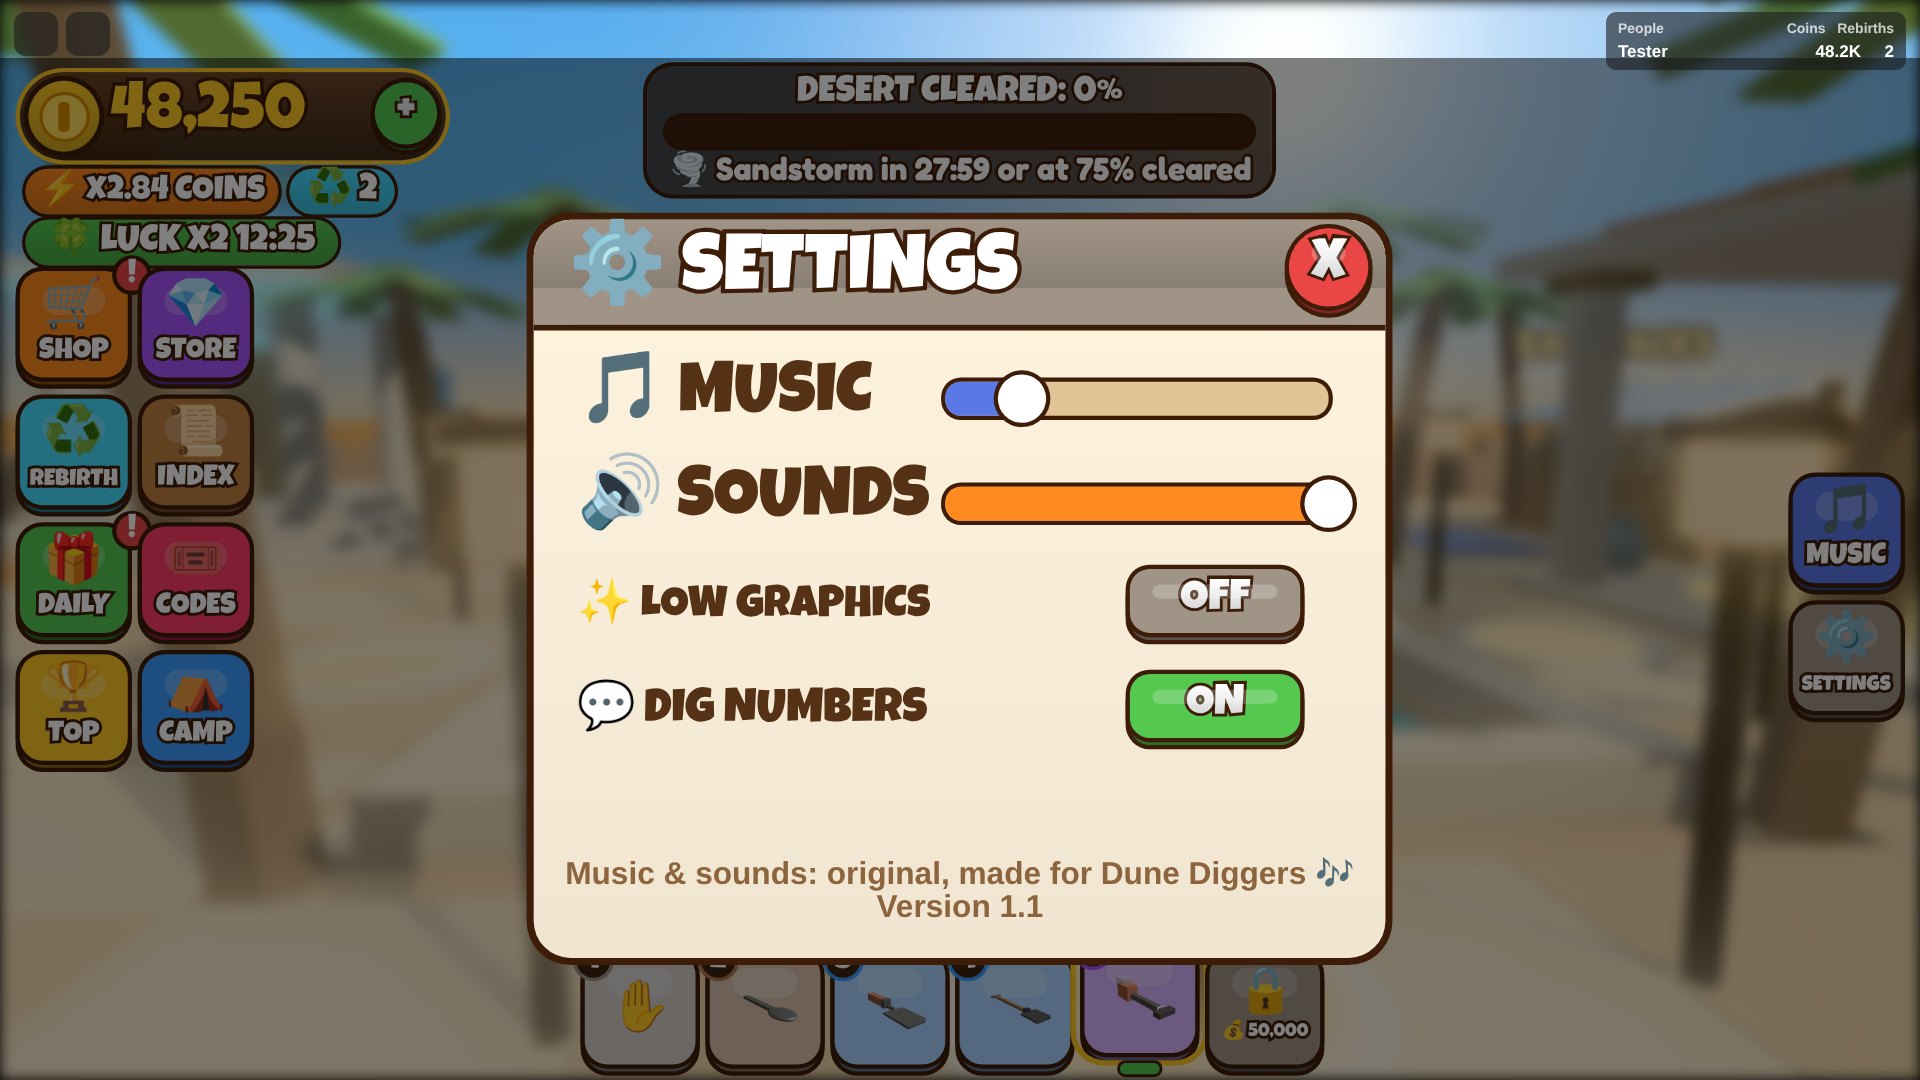 People Coins Rebirths
Tester 48.2K 2
48,250
+
X2.84 COINS
2
LUCK X2 12:25
DESERT CLEARED: 0%
Sandstorm in 27:59 or at 75% cleared
!
SHOP
STORE
REBIRTH
INDEX
!
DAILY
CODES
TOP
CAMP
SETTINGS
X
MUSIC
SOUNDS
LOW GRAPHICS
OFF
DIG NUMBERS
ON
Music & sounds: original, made for Dune Diggers
Version 1.1
MUSIC
SETTINGS
50,000